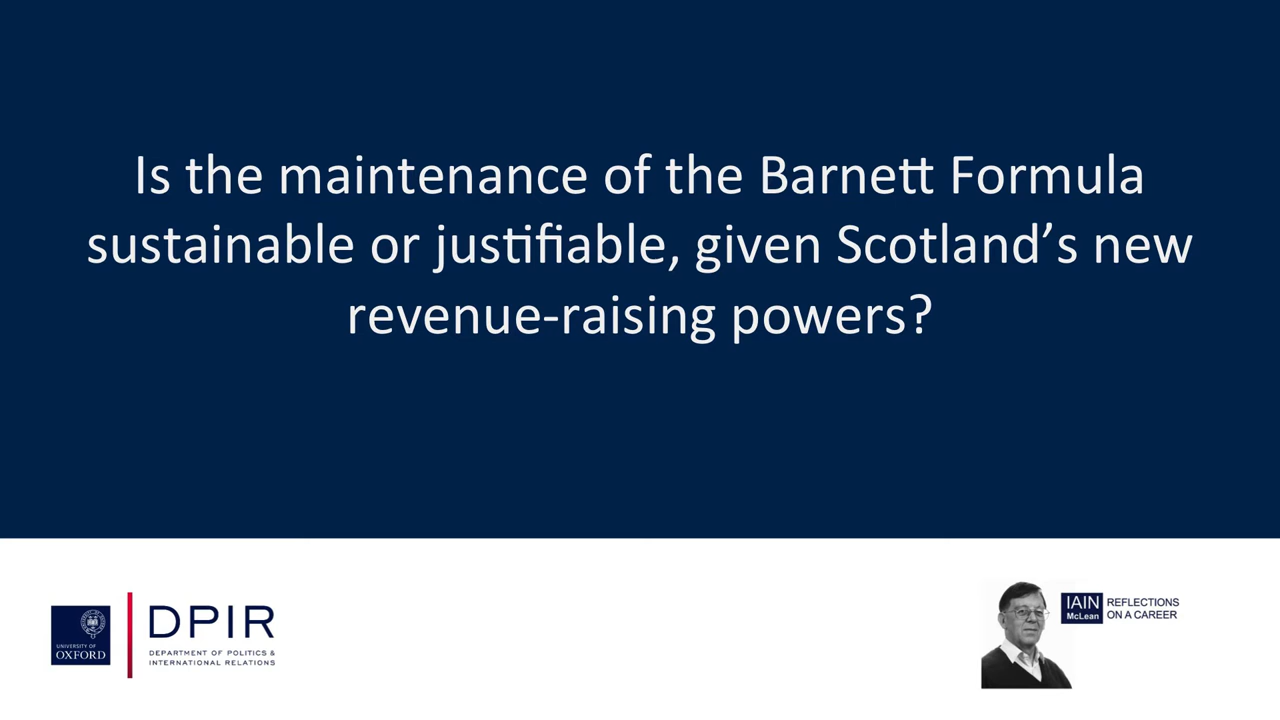 Is the maintenance of the Barnett Formula
sustainable or justifiable, given Scotland’s new
revenue-raising powers?
UNIVERSITY OF
OXFORD
DPIR
DEPARTMENT OF POLITICS &
INTERNATIONAL RELATIONS
IAIN
McLean
REFLECTIONS
ON A CAREER